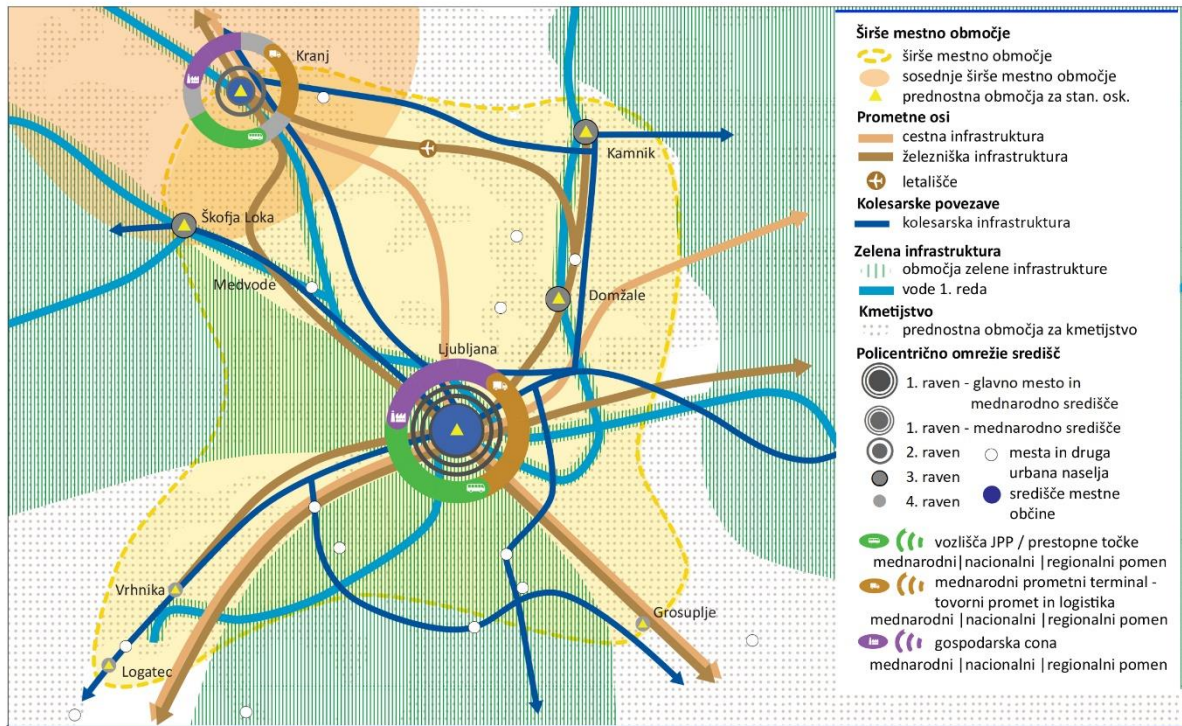 Kranj
Kamnik
Škofja Loka
Medvode
Domžale
Ljubljana
Vrhnika
Logatec
Grosuplje
Širše mestno območje
širše mestno območje
sosednje širše mestno območje
prednostna območja za stan. osk.
Prometne osi
cestna infrastruktura
železniška infrastruktura
letališče
Kolesarske povezave
kolesarska infrastruktura
Zelena infrastruktura
območja zelene infrastrukture
vode 1. reda
Kmetijstvo
prednostna območja za kmetijstvo
Policentrično omrežje središč
1. raven - glavno mesto in
mednarodno središče
1. raven - mednarodno središče
2. raven
3. raven
4. raven
mesta in druga
urbana naselja
središče mestne
občine
vozlišča JPP / prestopne točke
mednarodni|nacionalni |regionalni pomen
mednarodni prometni terminal -
tovorni promet in logistika
mednarodni |nacionalni |regionalni pomen
gospodarska cona
mednarodni |nacionalni |regionalni pomen